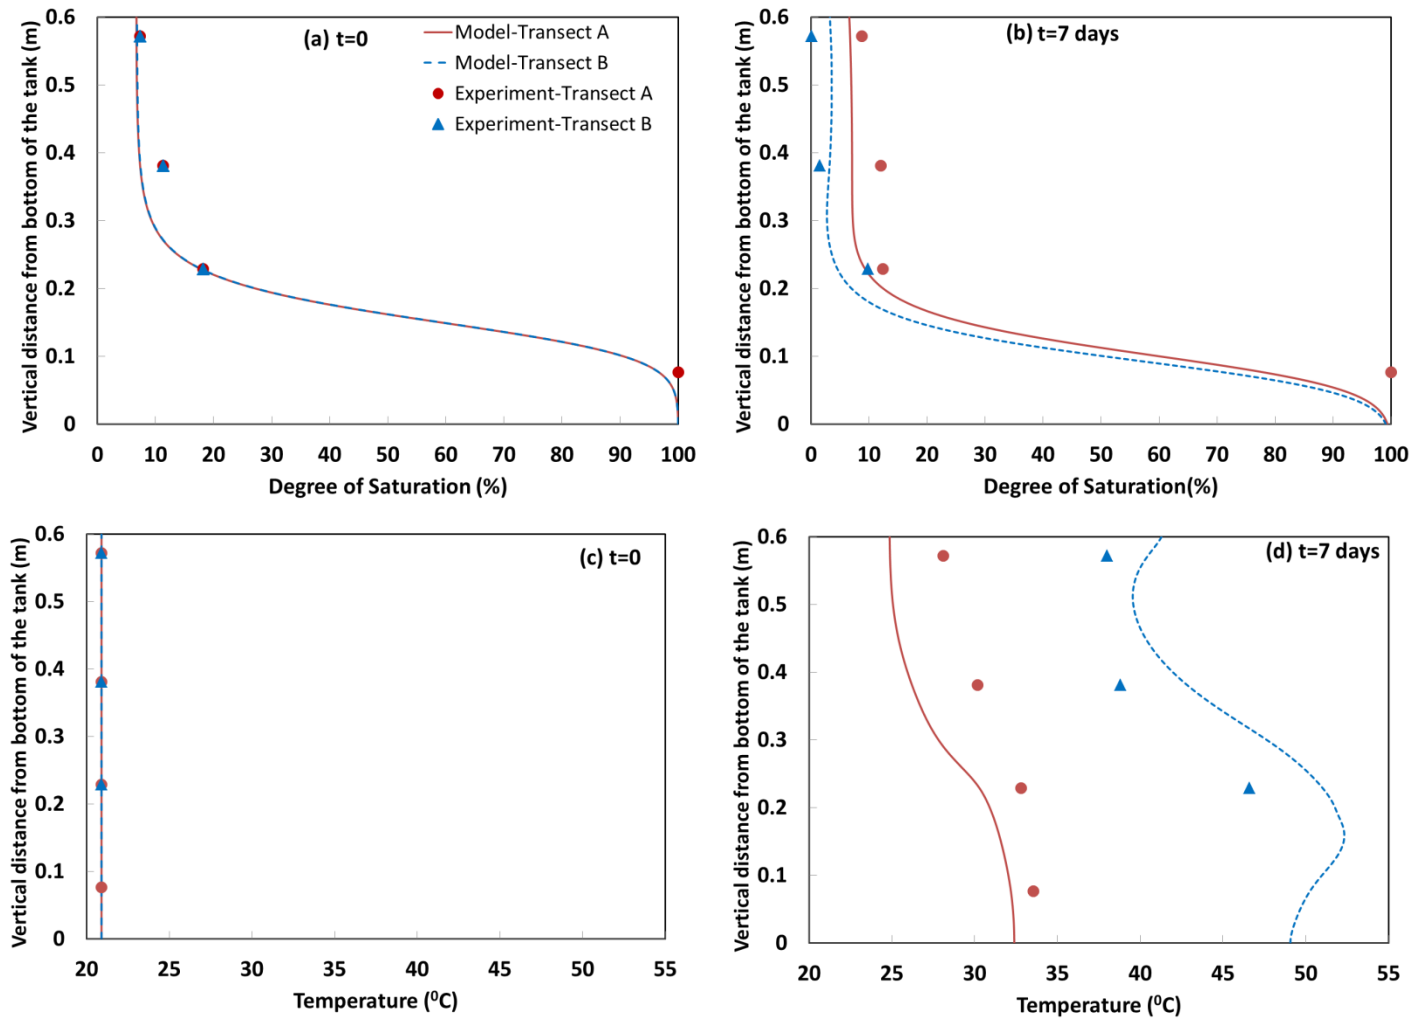 (a) t=0
Model-Transect A
Model-Transect B
Experiment-Transect A
Experiment-Transect B
Vertical distance from bottom of the tank (m)
0.6
0.5
0.4
0.3
0.2
0.1
0
0 10 20 30 40 50 60 70 80 90 100
Degree of Saturation (%)
(b) t=7 days
Vertical distance from bottom of the tank (m)
0.6
0.5
0.4
0.3
0.2
0.1
0
0 10 20 30 40 50 60 70 80 90 100
Degree of Saturation(%)
(c) t=0
Vertical distance from bottom of the tank (m)
0.6
0.5
0.4
0.3
0.2
0.1
0
20 25 30 35 40 45 50 55
Temperature (⁰C)
(d) t=7 days
Vertical distance from bottom of the tank (m)
0.6
0.5
0.4
0.3
0.2
0.1
0
20 25 30 35 40 45 50 55
Temperature (⁰C)